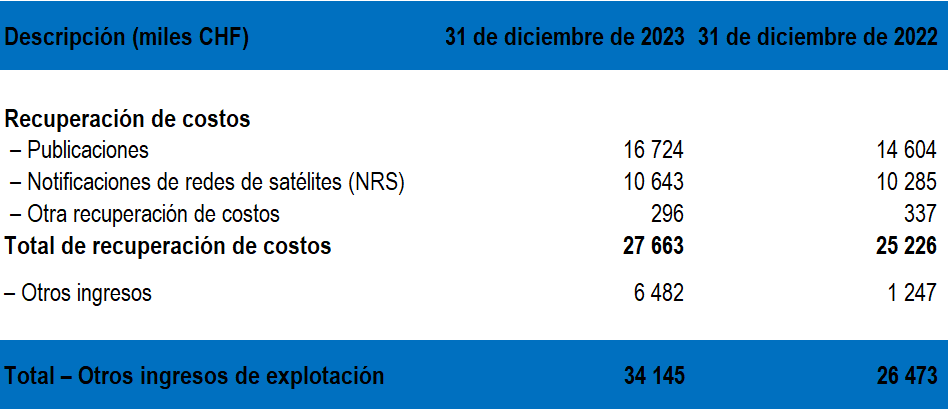 Descripción (miles CHF) 31 de diciembre de 2023 31 de diciembre de 2022
Recuperación de costos
– Publicaciones 16 724 14 604
– Notificaciones de redes de satélites (NRS) 10 643 10 285
– Otra recuperación de costos 296 337
Total de recuperación de costos 27 663 25 226
– Otros ingresos 6 482 1 247
Total – Otros ingresos de explotación 34 145 26 473